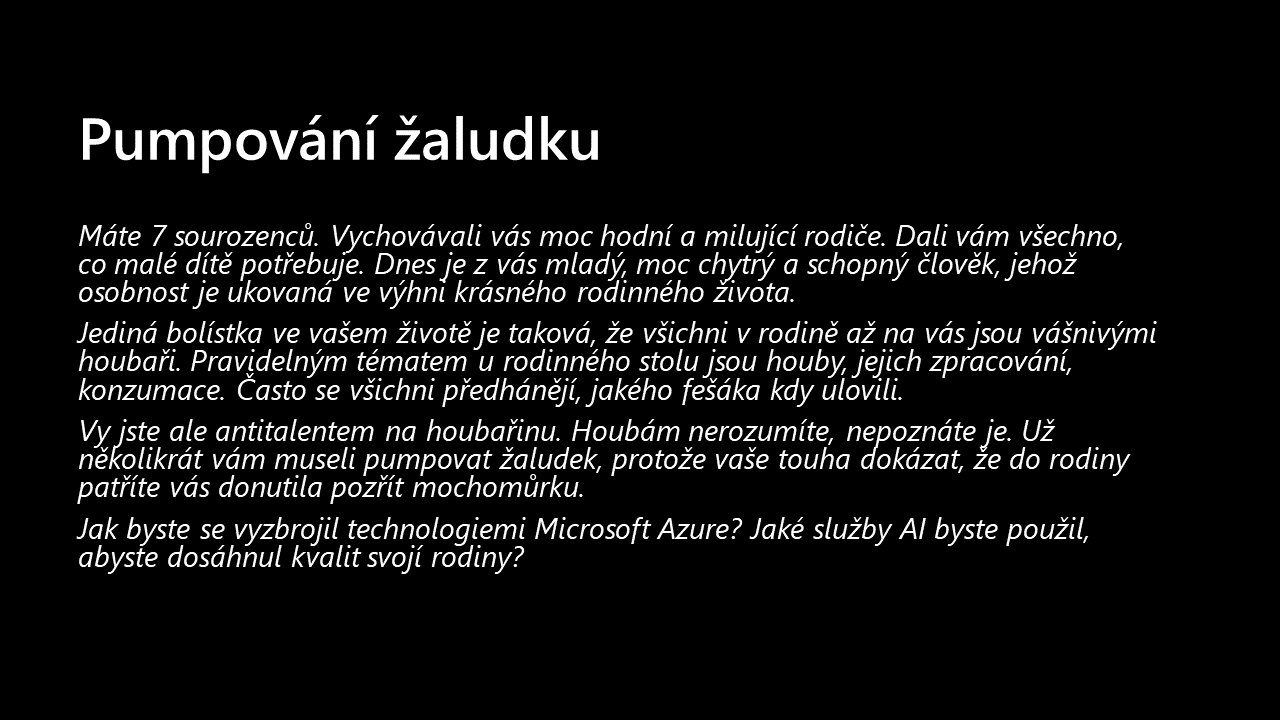 Pumpování žaludku
Máte 7 sourozenců. Vychovávali vás moc hodní a milující rodiče. Dali vám všechno,
co malé dítě potřebuje. Dnes je z vás mladý, moc chytrý a schopný člověk, jehož
osobnost je ukovaná ve výhni krásného rodinného života.
Jediná bolístka ve vašem životě je taková, že všichni v rodině až na vás jsou vášnivými
houbaři. Pravidelným tématem u rodinného stolu jsou houby, jejich zpracování,
konzumace. Často se všichni předhánějí, jakého fešáka kdy ulovili.
Vy jste ale antitalentem na houbařinu. Houbám nerozumíte, nepoznáte je. Už
několikrát vám museli pumpovat žaludek, protože vaše touha dokázat, že do rodiny
patříte vás donutila pozřít mochomůrku.
Jak byste se vyzbrojil technologiemi Microsoft Azure? Jaké služby AI byste použil,
abyste dosáhnul kvalit svojí rodiny?